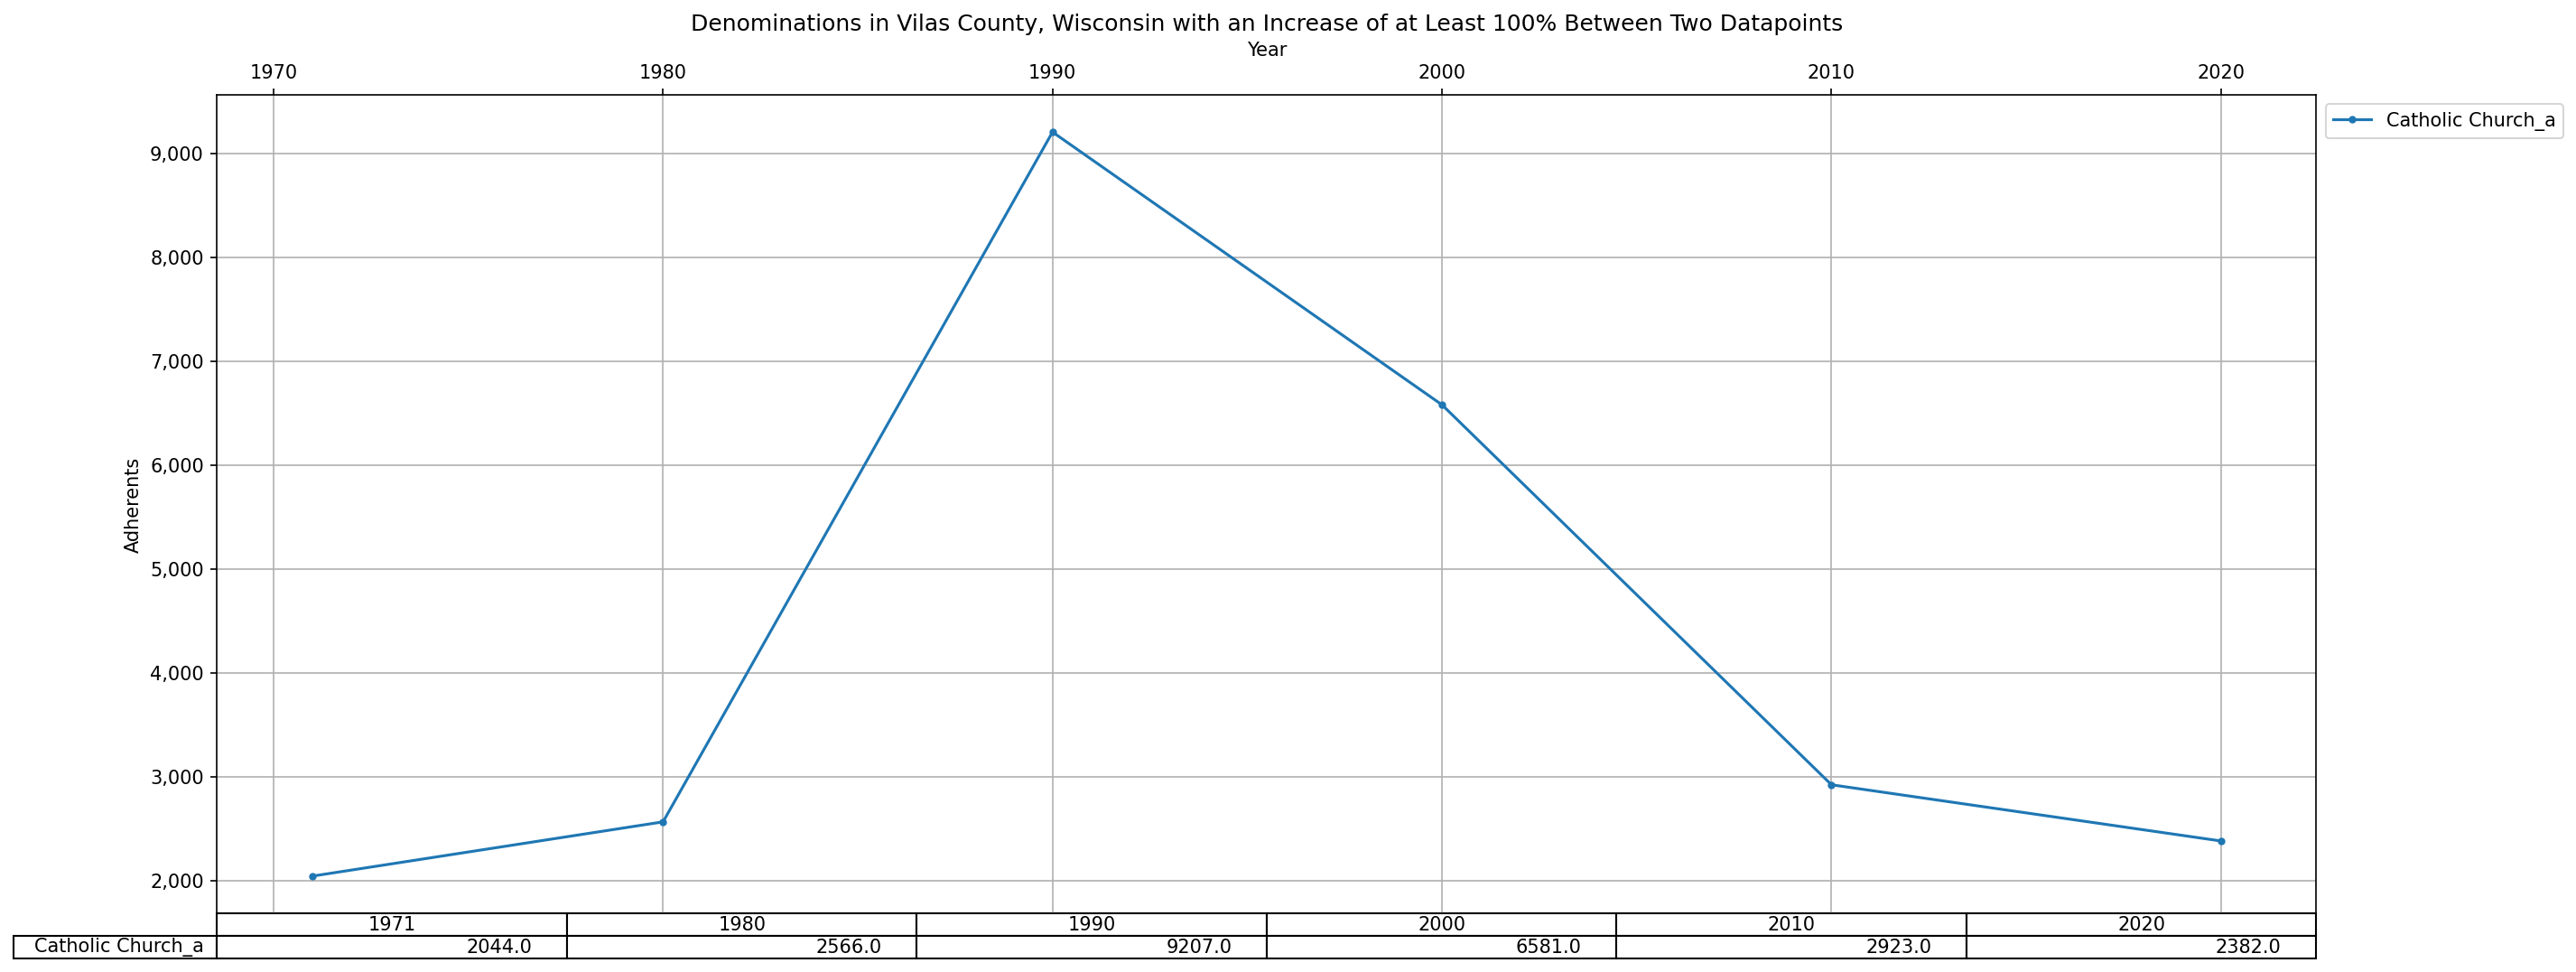 Denominations in Vilas County, Wisconsin with an Increase of at Least 100% Between Two Datapoints
Year
1970 1980 1990 2000 2010 2020
Catholic Church_a
9,000
8,000
7,000
6,000
5,000
4,000
3,000
2,000
Adherents
1971 1980 1990 2000 2010 2020
Catholic Church_a 2044.0 2566.0 9207.0 6581.0 2923.0 2382.0